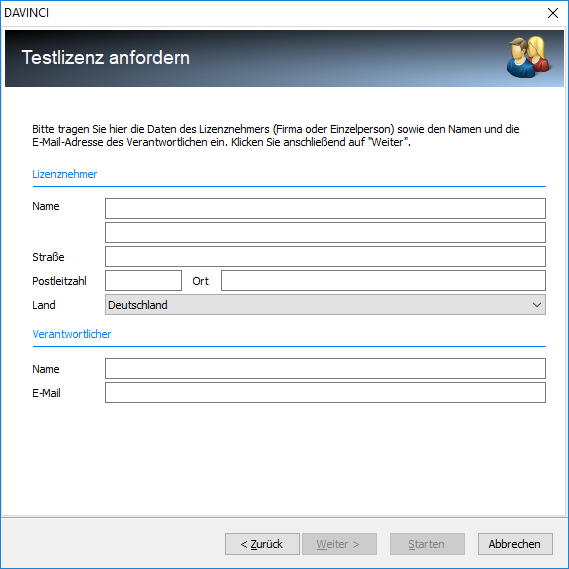 DAVINCI
Testlizenz anfordern
Bitte tragen Sie hier die Daten des Lizenznehmers (Firma oder Einzelperson) sowie den Namen und die
E-Mail-Adresse des Verantwortlichen ein. Klicken Sie anschließend auf "Weiter".
Lizenznehmer
Name
Straße
Postleitzahl Ort
Land Deutschland
Verantwortlicher
Name
E-Mail
< Zurück Weiter > Starten Abbrechen